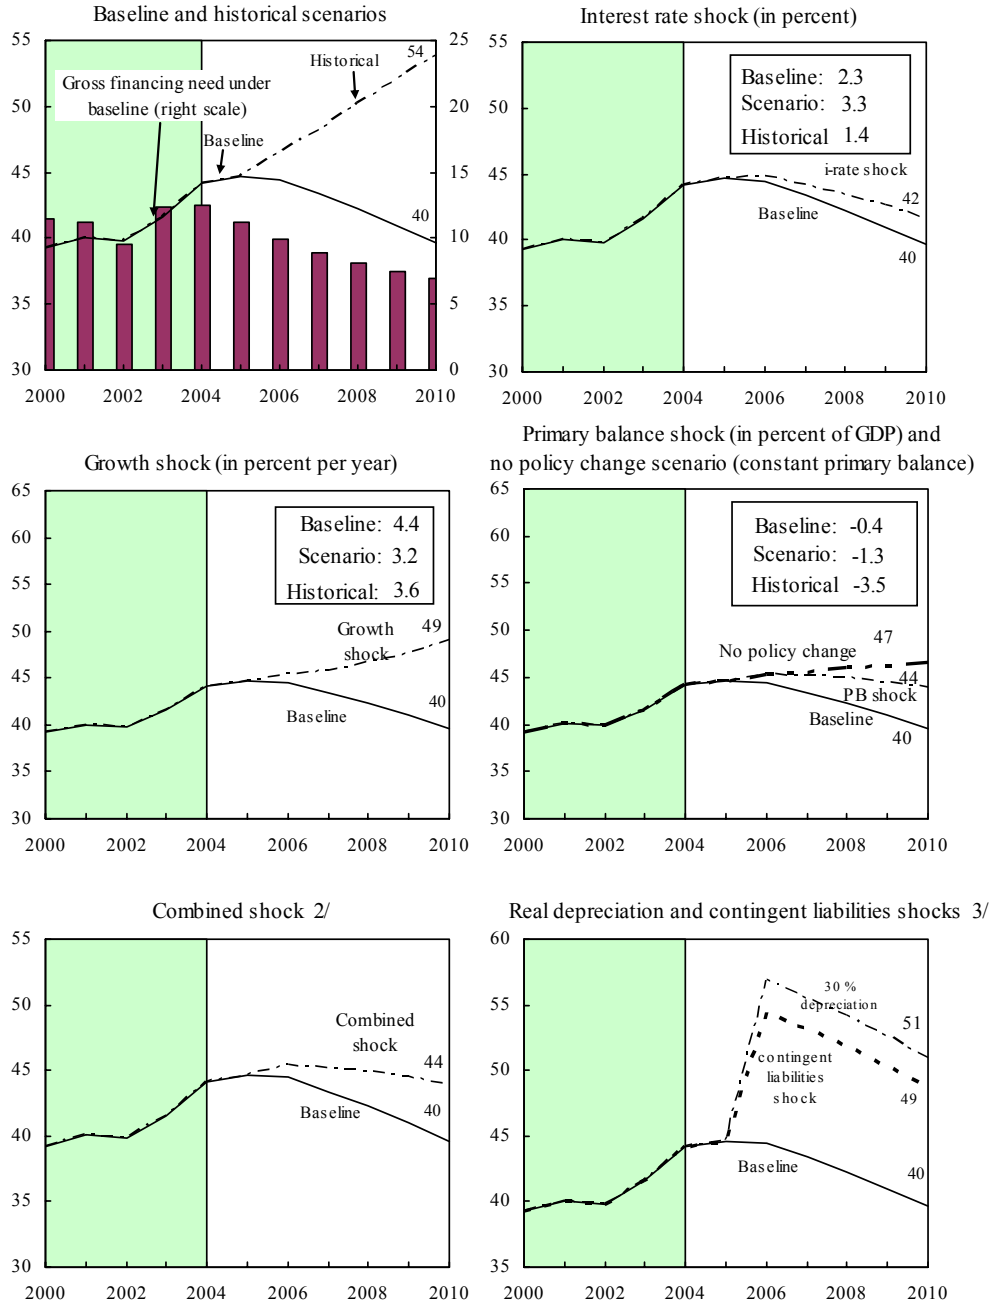 Baseline and historical scenarios
55
50
45
40
35
30
25
20
15
10
5
0
Historical
54
Gross financing need under
baseline (right scale)
Baseline
40
2000 2002 2004 2006 2008 2010
Interest rate shock (in percent)
55
50
45
40
35
30
Baseline: 2.3
Scenario: 3.3
Historical 1.4
i-rate shock
42
Baseline
40
2000 2002 2004 2006 2008 2010
Growth shock (in percent per year)
65
60
55
50
45
40
35
30
Baseline: 4.4
Scenario: 3.2
Historical: 3.6
49
Growth
shock
40
Baseline
2000 2002 2004 2006 2008 2010
Primary balance shock (in percent of GDP) and
no policy change scenario (constant primary balance)
65
60
55
50
45
40
35
30
Baseline: -0.4
Scenario: -1.3
Historical -3.5
47
No policy change
44
PB shock
Baseline
40
2000 2002 2004 2006 2008 2010
Combined shock 2/
55
50
45
40
35
30
Combined
shock
44
40
Baseline
2000 2002 2004 2006 2008 2010
Real depreciation and contingent liabilities shocks 3/
60
55
50
45
40
35
30 %
depreciation
51
contingent
liabilities
shock
49
Baseline
40
2000 2002 2004 2006 2008 2010